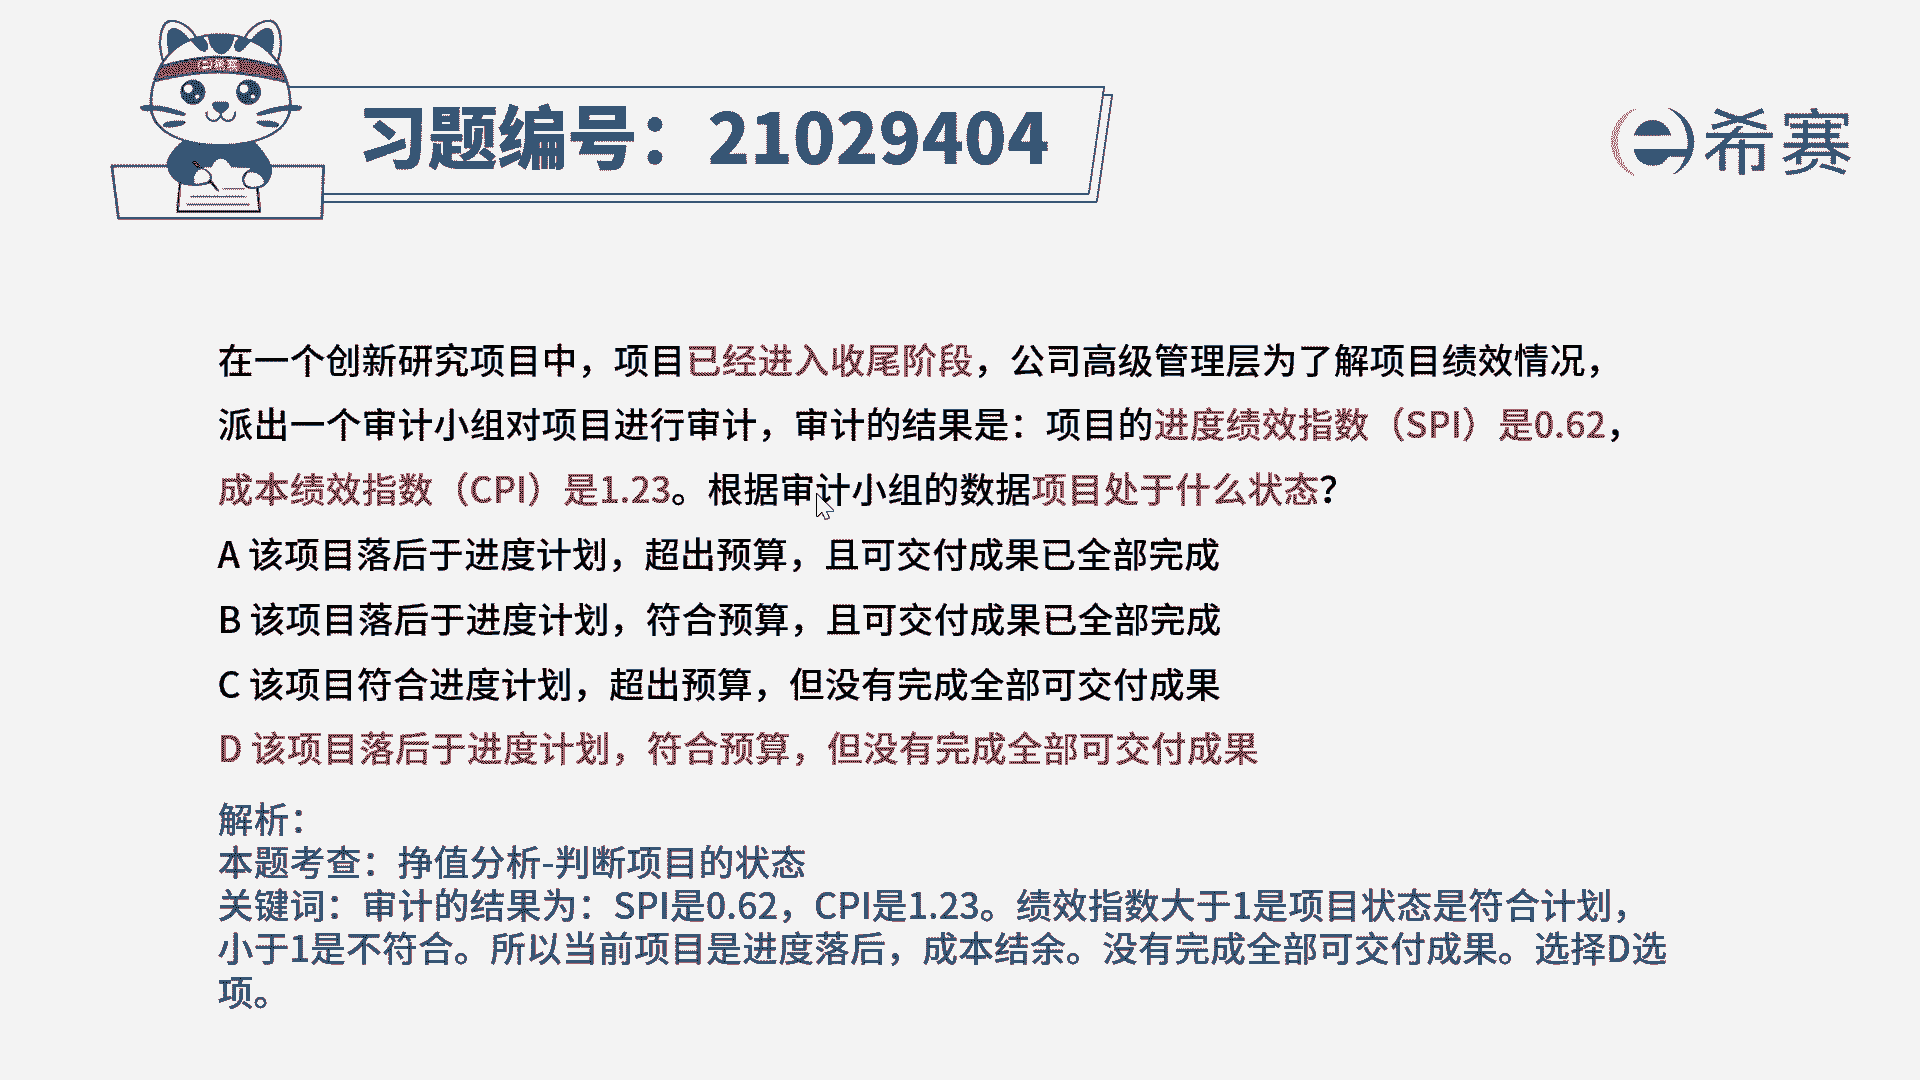 习题编号：21029404
希赛
在一个创新研究项目中，项目已经进入收尾阶段，公司高级管理层为了解项目绩效情况，
派出一个审计小组对项目进行审计，审计的结果是：项目的进度绩效指数（SPI）是0.62，
成本绩效指数（CPI）是1.23。根据审计小组的数据项目处于什么状态？
A 该项目落后于进度计划，超出预算，且可交付成果已全部完成
B 该项目落后于进度计划，符合预算，且可交付成果已全部完成
C 该项目符合进度计划，超出预算，但没有完成全部可交付成果
D 该项目落后于进度计划，符合预算，但没有完成全部可交付成果
解析：
本题考查：挣值分析-判断项目的状态
关键词：审计的结果为：SPI是0.62，CPI是1.23。绩效指数大于1是项目状态是符合计划，
小于1是不符合。所以当前项目是进度落后，成本结余。没有完成全部可交付成果。选择D选
项。